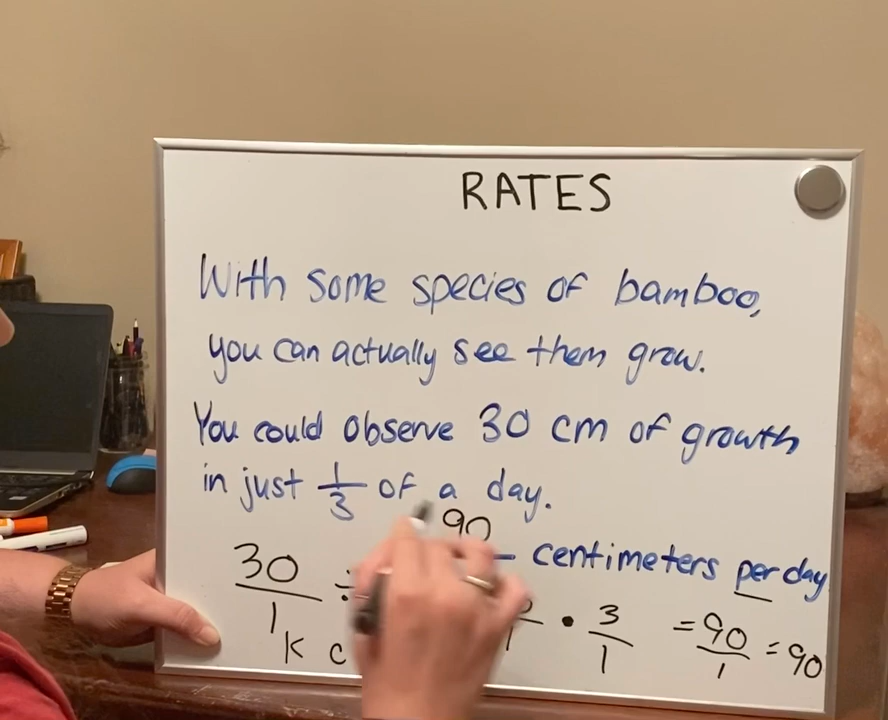 RATES
With some species of bamboo,
you can actually see them grow.
You could observe 30 cm of growth
in just 1/3 of a day.
90 centimeters per day
30/1 ÷ • 3/1 = 90/1 = 90
K C